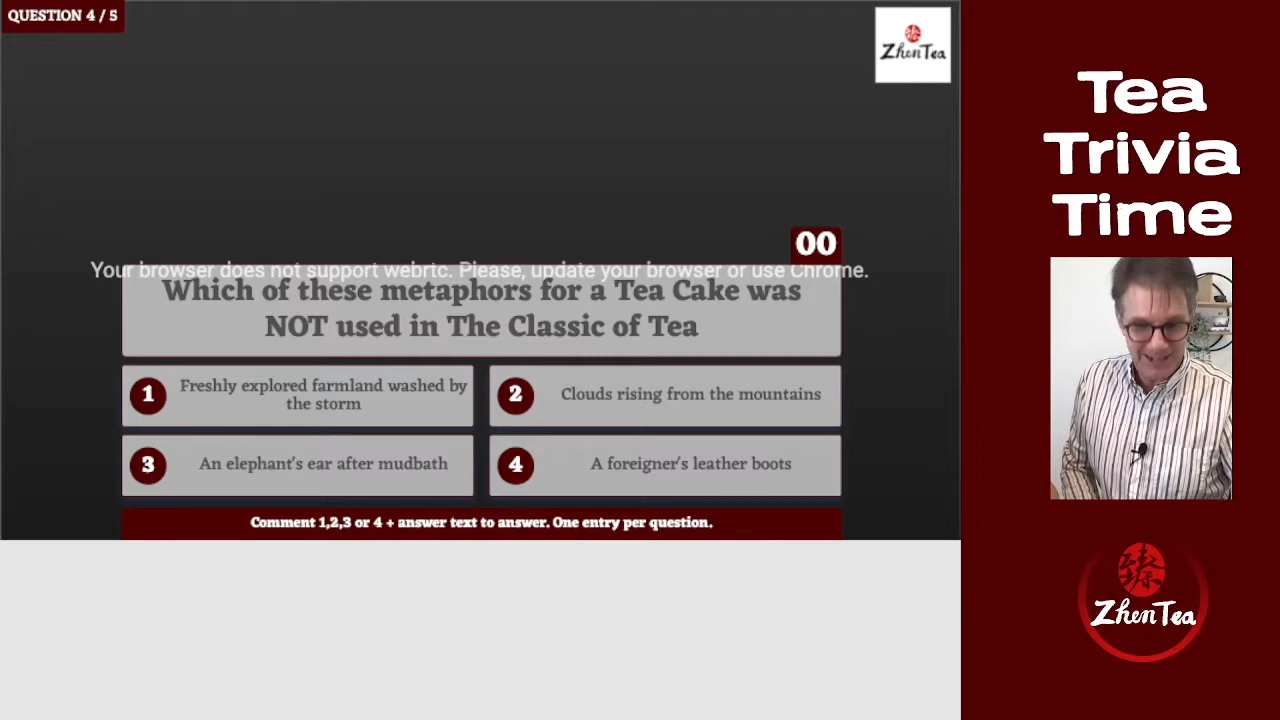 QUESTION 4 / 5
ZhenTea
00
Your browser does not support webrtc. Please, update your browser or use Chrome.
Which of these metaphors for a Tea Cake was
NOT used in The Classic of Tea
1
Freshly explored farmland washed by
the storm
2
Clouds rising from the mountains
3
An elephant's ear after mudbath
4
A foreigner's leather boots
Comment 1,2,3 or 4 + answer text to answer. One entry per question.
Tea
Trivia
Time
臻
ZhenTea